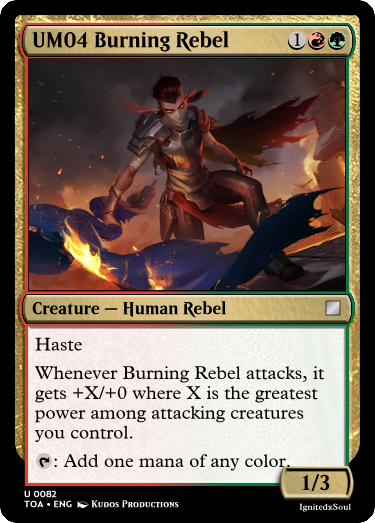 UM04 Burning Rebel 1
Creature — Human Rebel
Haste
Whenever Burning Rebel attacks, it
gets +X/+0 where X is the greatest
power among attacking creatures
you control.
: Add one mana of any color.
1/3
U 0082
TOA • ENG Kudos Productions
IgnitedxSoul